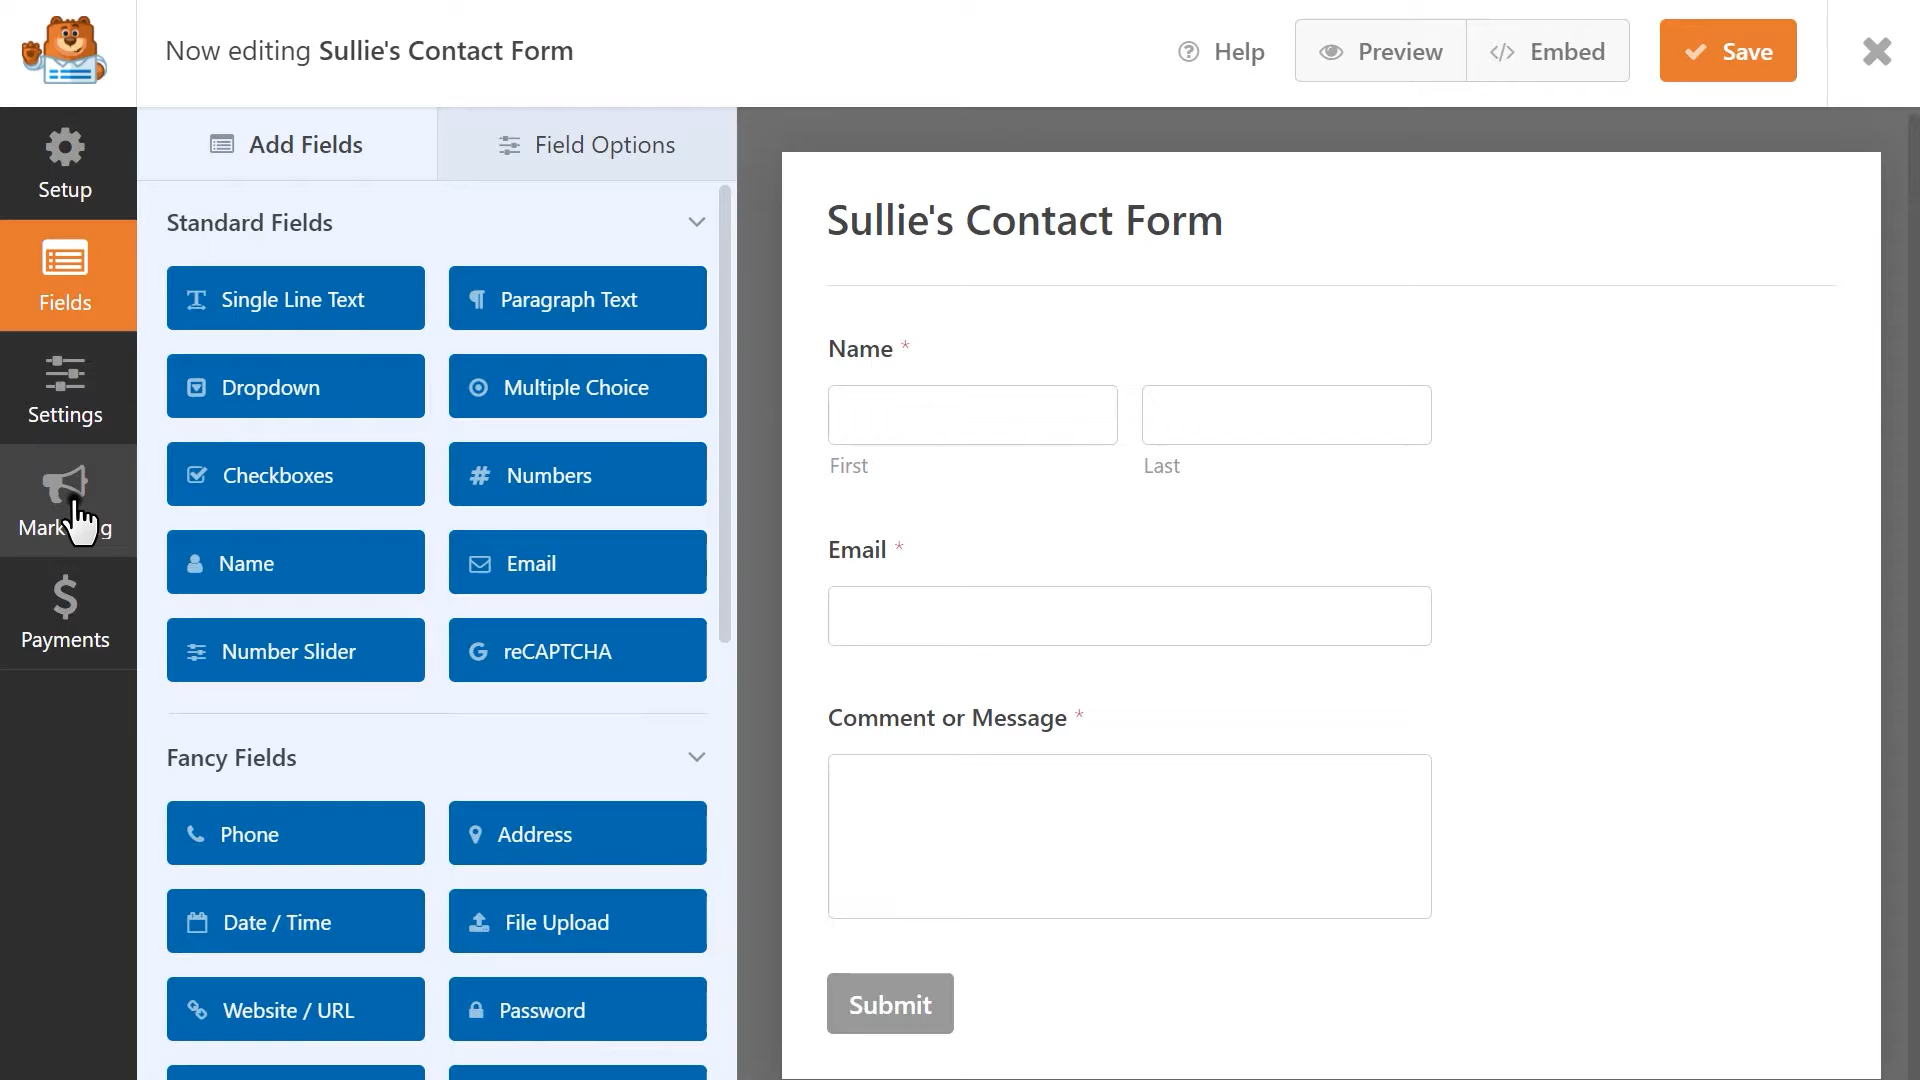 Now editing Sullie's Contact Form
Help
Preview
Embed
Save
Setup
Fields
Settings
Payments
Add Fields
Field Options
Standard Fields
Single Line Text
Paragraph Text
Dropdown
Multiple Choice
Checkboxes
Numbers
Name
Email
Number Slider
reCAPTCHA
Fancy Fields
Phone
Address
Date / Time
File Upload
Website / URL
Password
Sullie's Contact Form
Name *
First
Last
Email *
Comment or Message *
Submit